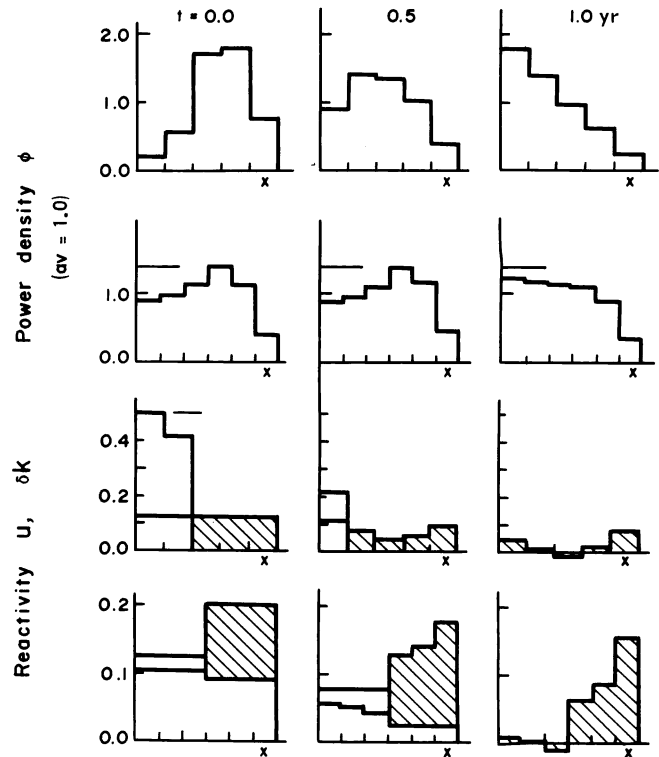 t = 0.0 0.5 1.0 yr
2.0
1.0
0.0
x x x
Power density ϕ
(av = 1.0)
1.0
0.0
x x x
0.4
0.2
0.0
x x x
Reactivity u, δk
0.2
0.1
0.0
x x x